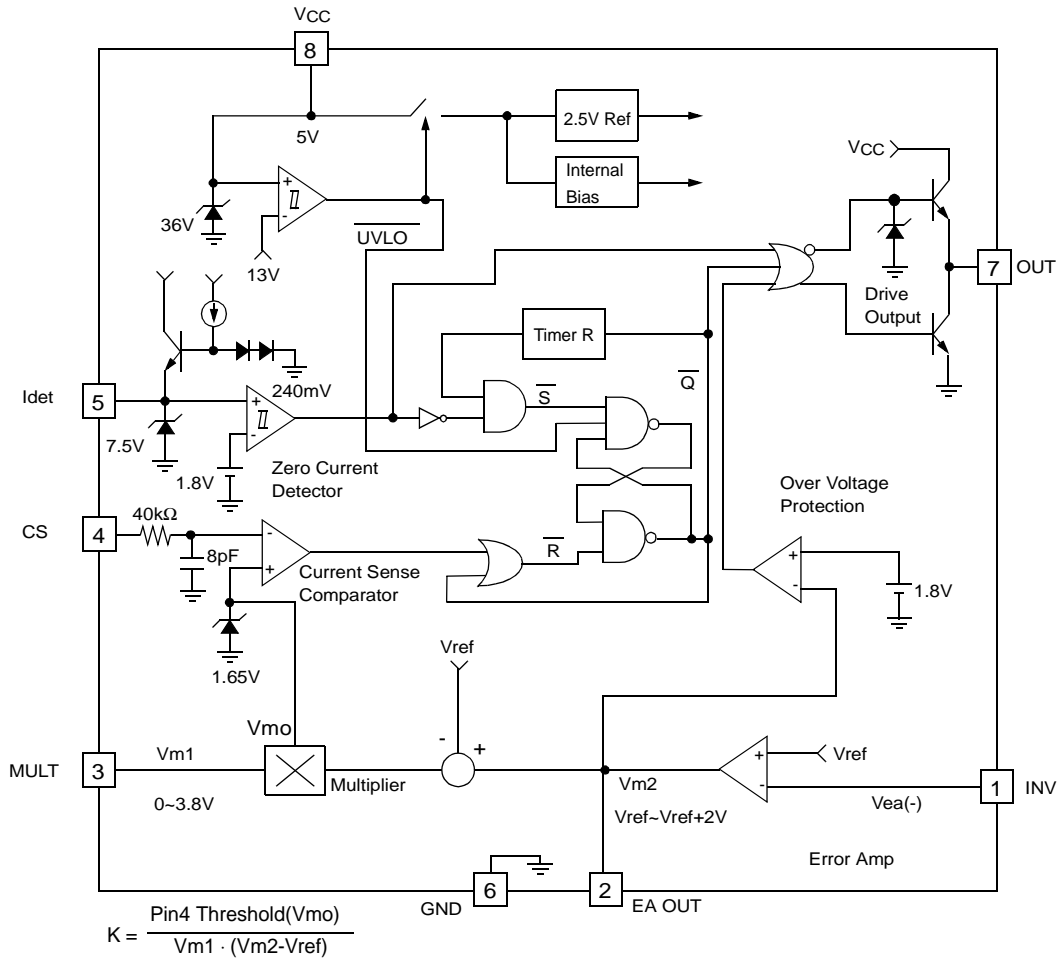 VCC
8
5V
2.5V Ref
Internal
Bias
VCC
+
-
36V
13V
UVLO
7
OUT
Drive
Output
Timer R
Q
Idet
5
240mV
S
+
-
7.5V
1.8V
Zero Current
Detector
Over Voltage
Protection
CS
4
40kΩ
8pF
-
+
Current Sense
Comparator
R
+
-
1.8V
1.65V
Vref
Vmo
-
+
MULT
3
Vm1
0~3.8V
Multiplier
Vm2
Vref~Vref+2V
+
-
Vref
Vea(-)
1
INV
Error Amp
6
GND
2
EA OUT
K = Pin4 Threshold(Vmo)
Vm1 · (Vm2-Vref)